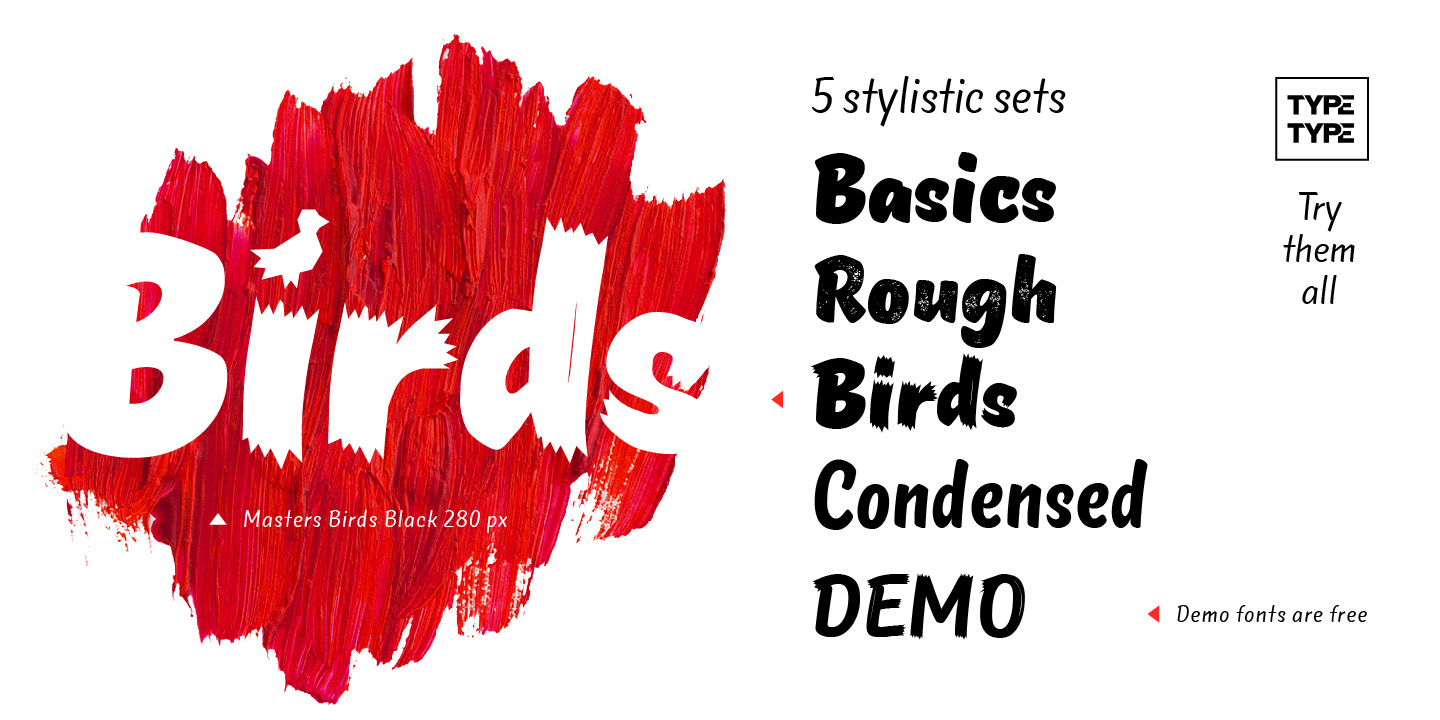 Birds
Masters Birds Black 280 px
5 stylistic sets
Basics
Rough
Birds
Condensed
DEMO
Demo fonts are free
TYPE
TYPE
Try
them
all